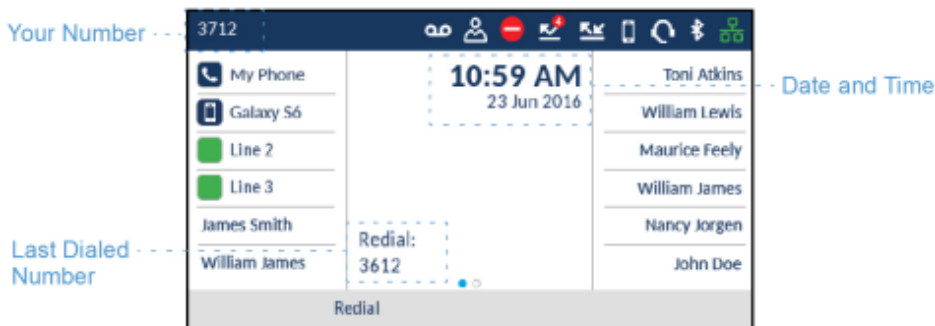 Your Number
3712
4
My Phone
10:59 AM
Toni Atkins
Date and Time
Galaxy S6
23 Jun 2016
William Lewis
Line 2
Maurice Feely
Line 3
William James
James Smith
Nancy Jorgen
Last Dialed
Number
Redial:
William James
3612
John Doe
Redial